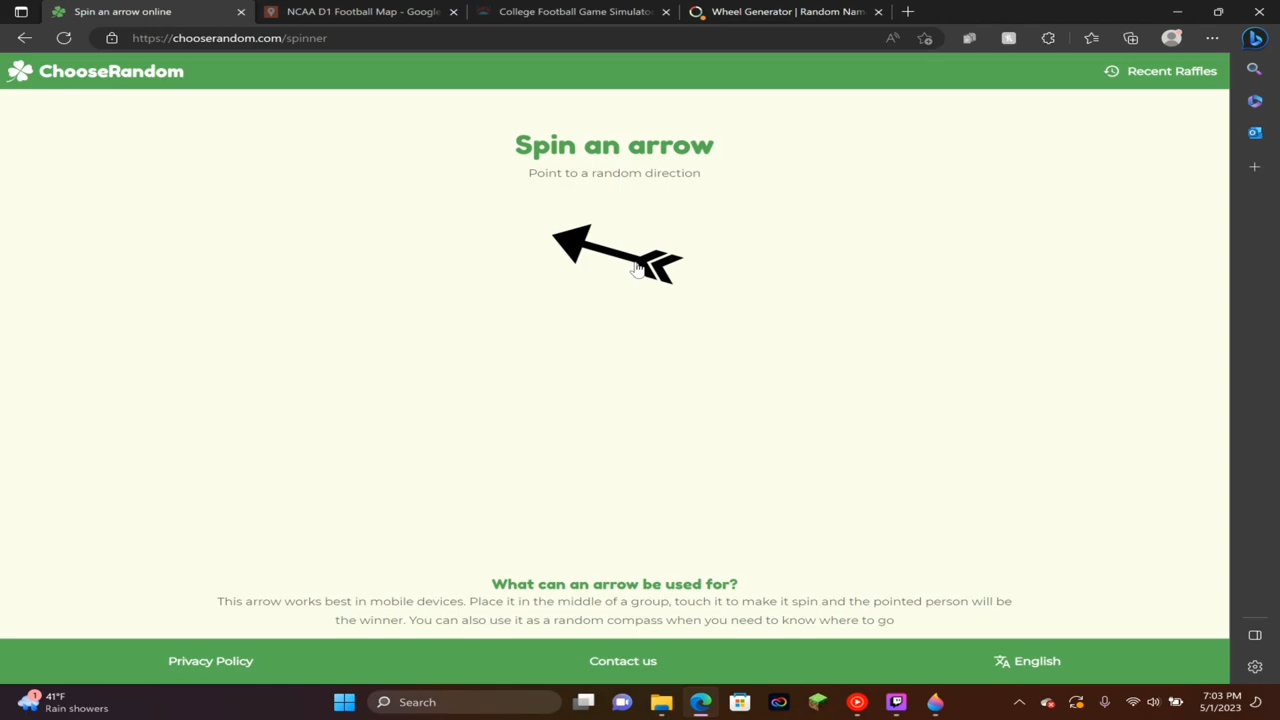 Spin an arrow online
NCAA D1 Football Map - Google
College Football Game Simulator
Wheel Generator | Random Nam
https://chooserandom.com/spinner
ChooseRandom
Recent Raffles
Spin an arrow
Point to a random direction
What can an arrow be used for?
This arrow works best in mobile devices. Place it in the middle of a group, touch it to make it spin and the pointed person will be
the winner. You can also use it as a random compass when you need to know where to go
Privacy Policy
Contact us
English
1
41°F
Rain showers
Search
7:03 PM
5/1/2023